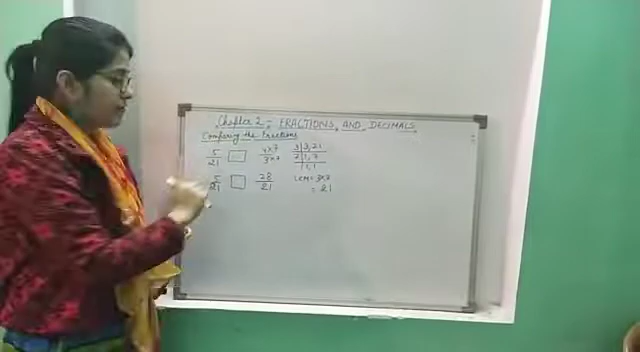 Chapter 2 :- FRACTIONS AND DECIMALS
Comparing the Fractions
5/21 □ 4×7/3×7
3 | 3, 21
7 | 1, 7
1, 1
5/21 □ 28/21
LCM = 3×7
= 21